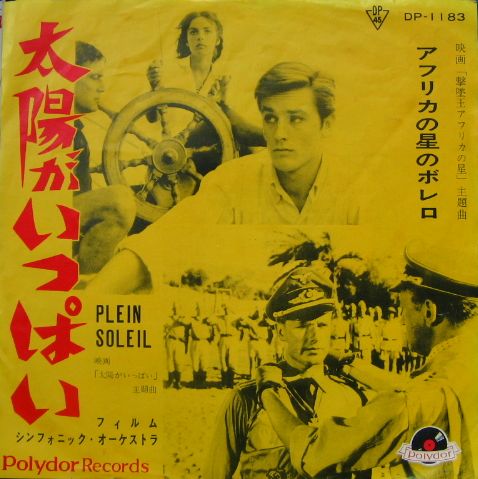 太陽がいっぱい
DP
45
DP-1183
映画「撃墜王アフリカの星」主題曲
アフリカの星のボレロ
PLEIN
SOLEIL
映画
「太陽がいっぱい」
主題曲
フィルム
シンフォニック・オーケストラ
Polydor Records
Polydor